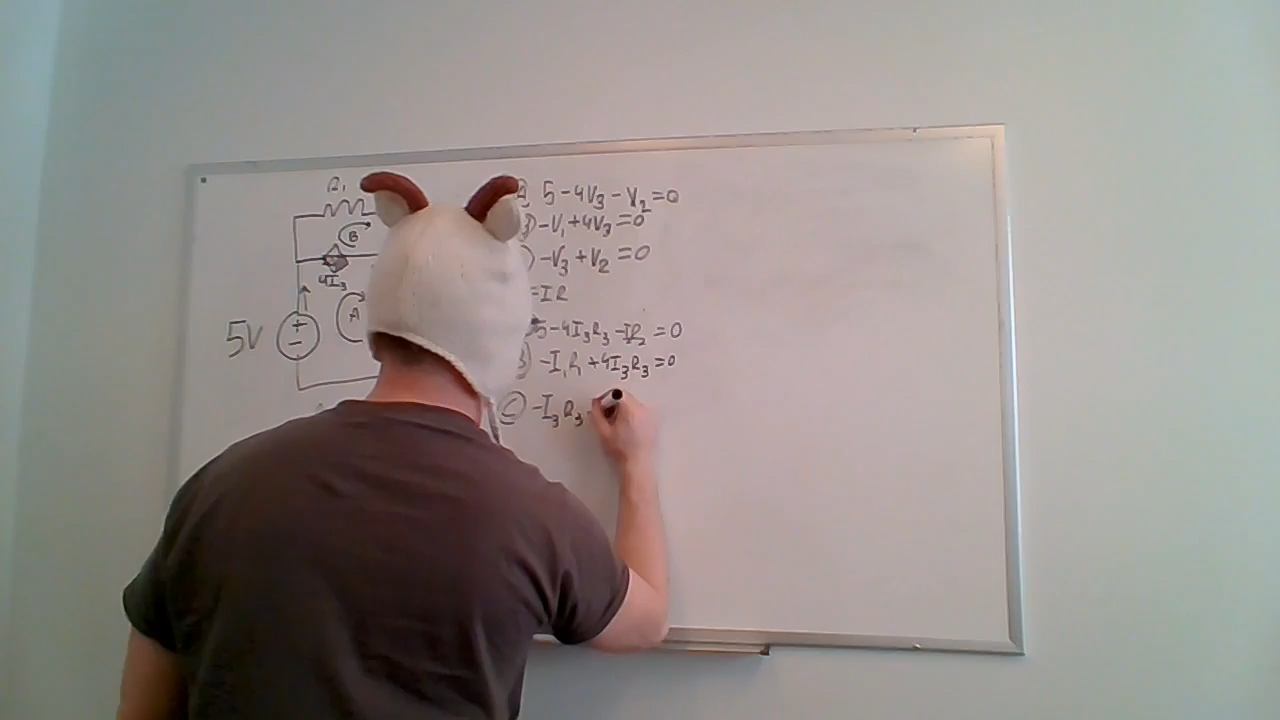 R₁
B
4I₃
A
5V
+
−
5-4V₃-V₂=0
-V₁+4V₃=0
-V₃+V₂=0
=IR
5-4I₃R₃-IR₂=0
-I₁R₁+4I₃R₃=0
C -I₃R₃